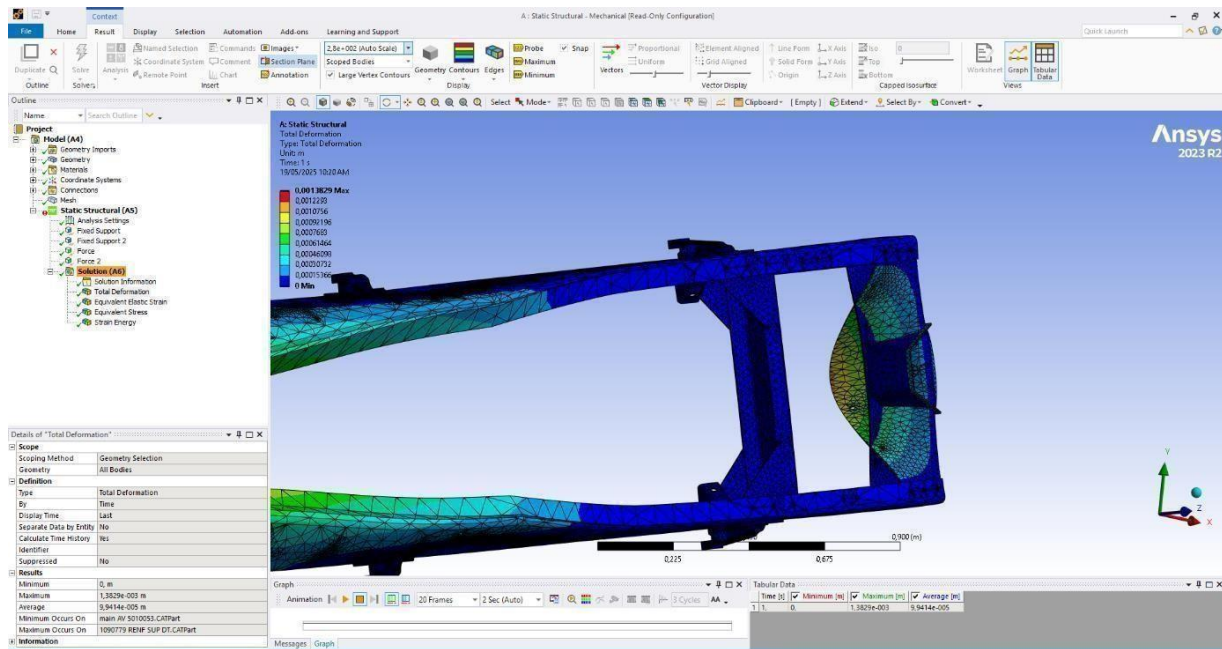 Context
A : Static Structural - Mechanical [Read-Only Configuration]
File Home Result Display Selection Automation Add-ons Learning and Support
Quick Launch
Duplicate Solve Analysis
Named Selection Commands Images
Coordinate System Comment Section Plane
Remote Point Chart Annotation
2,8e+002 (Auto Scale)
Scoped Bodies
Large Vertex Contours
Geometry Contours Edges
Probe Snap
Maximum
Minimum
Vectors
Proportional Element Aligned Line Form X Axis Iso 0
Uniform Grid Aligned Solid Form Y Axis Top
Origin Z Axis Bottom
Worksheet Graph Tabular Data
Outline Solvers Insert Display Vector Display Capped Isosurface Views
Outline
Name Search Outline
Select Mode Clipboard [Empty] Extend Select By Convert
Project
Model (A4)
Geometry Imports
Geometry
Materials
Coordinate Systems
Connections
Mesh
Static Structural (A5)
Analysis Settings
Fixed Support
Fixed Support 2
Force
Force 2
Solution (A6)
Solution Information
Total Deformation
Equivalent Elastic Strain
Equivalent Stress
Strain Energy
A: Static Structural
Total Deformation
Type: Total Deformation
Unit: m
Time: 1 s
19/05/2025 10:20 AM
0,0013829 Max
0,0012293
0,0010756
0,00092196
0,0007683
0,00061464
0,00046098
0,00030732
0,00015366
0 Min
Ansys
2023 R2
0,900 (m)
0,225 0,675
Y
Z
X
Details of "Total Deformation"
Scope
Scoping Method Geometry Selection
Geometry All Bodies
Definition
Type Total Deformation
By Time
Display Time Last
Separate Data by Entity No
Calculate Time History Yes
Identifier
Suppressed No
Results
Minimum 0, m
Maximum 1,3829e-003 m
Average 9,9414e-005 m
Minimum Occurs On main AV 5010053.CATPart
Maximum Occurs On 1090779 RENF SUP DT.CATPart
Information
Graph
Animation 20 Frames 2 Sec (Auto) 3 Cycles AA
Messages Graph
Tabular Data
Time [s] Minimum [m] Maximum [m] Average [m]
1 1, 0, 1,3829e-003 9,9414e-005